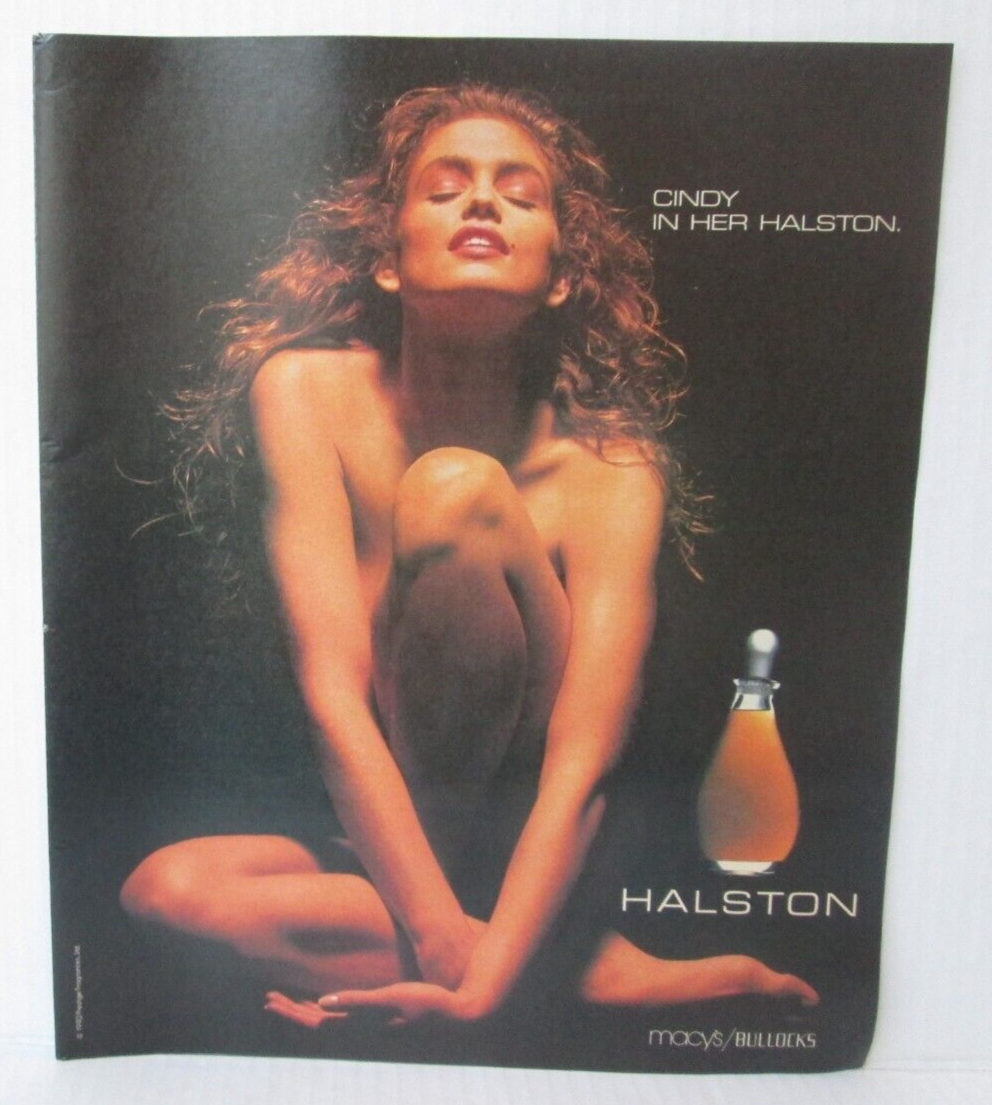 CINDY
IN HER HALSTON.
HALSTON
macy's/BULLOCKS